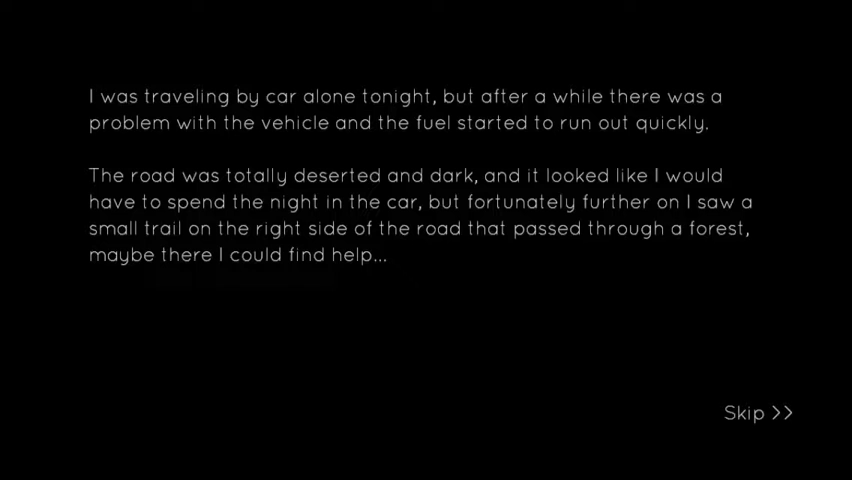 I was traveling by car alone tonight, but after a while there was a
problem with the vehicle and the fuel started to run out quickly.
The road was totally deserted and dark, and it looked like I would
have to spend the night in the car, but fortunately further on I saw a
small trail on the right side of the road that passed through a forest,
maybe there I could find help...
Skip >>